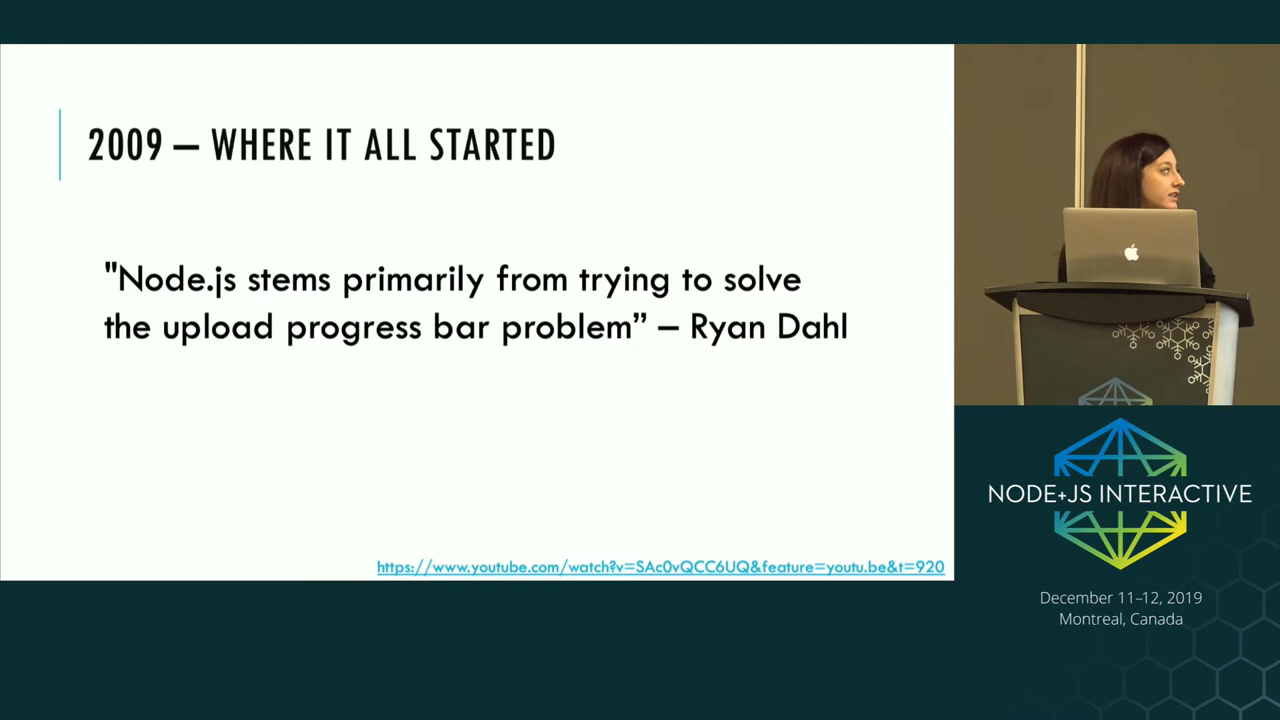 2009 – WHERE IT ALL STARTED
"Node.js stems primarily from trying to solve
the upload progress bar problem” – Ryan Dahl
https://www.youtube.com/watch?v=SAc0vQCC6UQ&feature=youtu.be&t=920
NODE+JS INTERACTIVE
December 11–12, 2019
Montreal, Canada